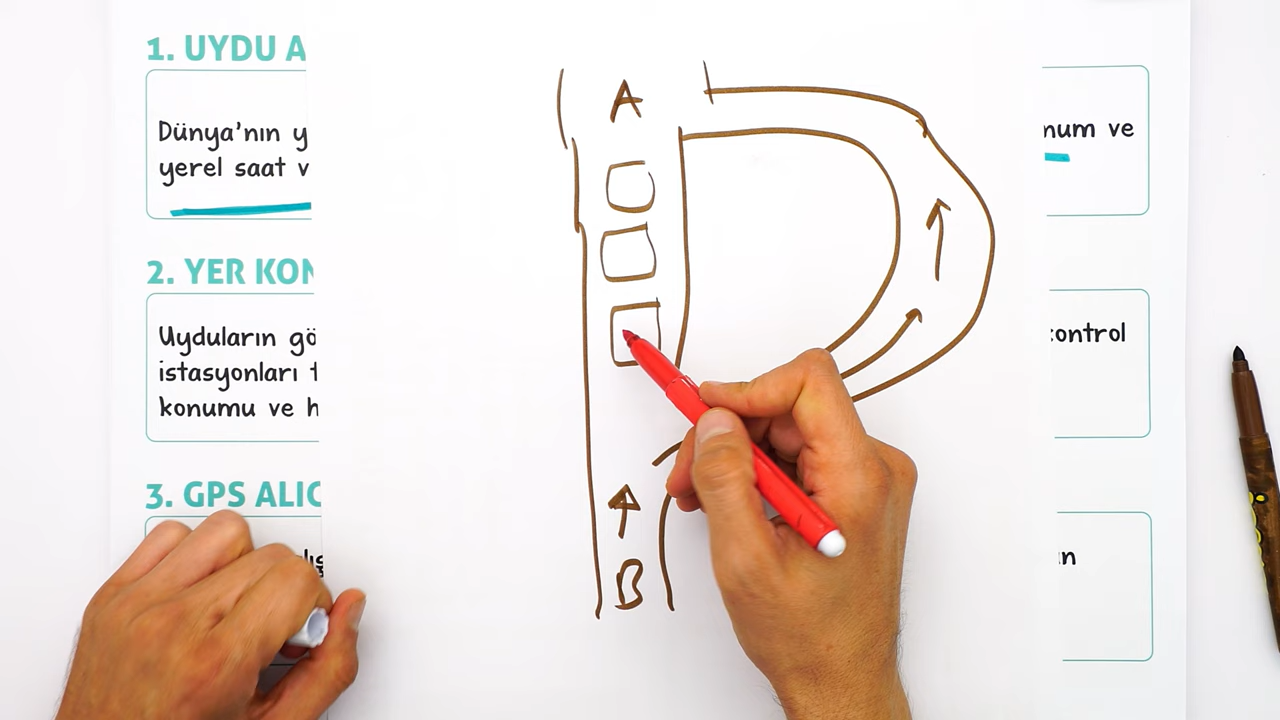 1. UYDU A
Dünya'nın y
yerel saat v
num ve
2. YER KON
Uyduların gö
istasyonları t
konumu ve h
control
3. GPS ALIC
ın
A
B